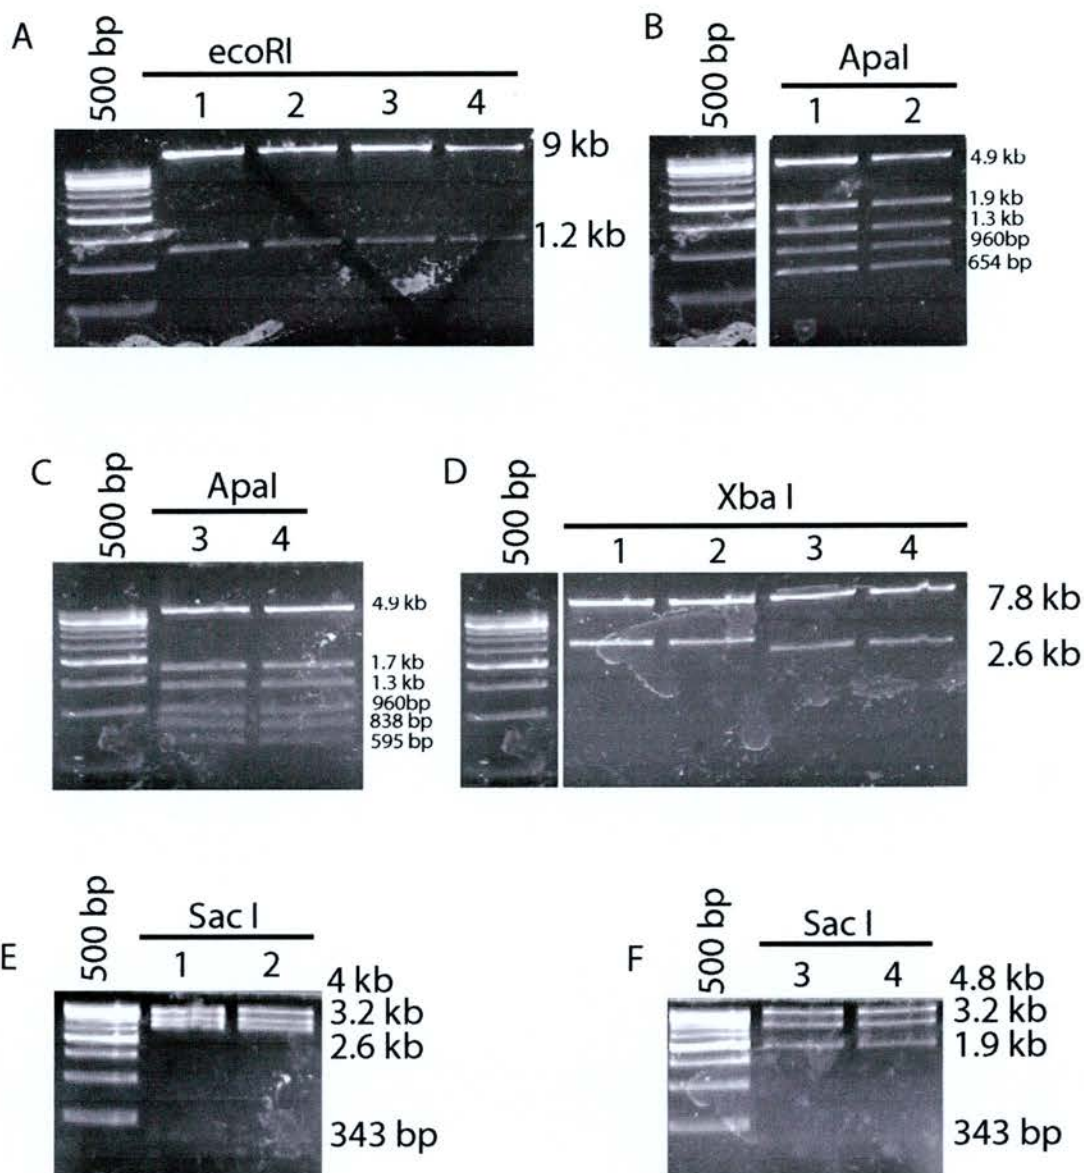 A
500 bp
ecoRI
1 2 3 4
9 kb
1.2 kb
B
500 bp
ApaI
1 2
4.9 kb
1.9 kb
1.3 kb
960bp
654 bp
C
500 bp
ApaI
3 4
4.9 kb
1.7 kb
1.3 kb
960bp
838 bp
595 bp
D
500 bp
Xba I
1 2 3 4
7.8 kb
2.6 kb
E
500 bp
Sac I
1 2
4 kb
3.2 kb
2.6 kb
343 bp
F
500 bp
Sac I
3 4
4.8 kb
3.2 kb
1.9 kb
343 bp